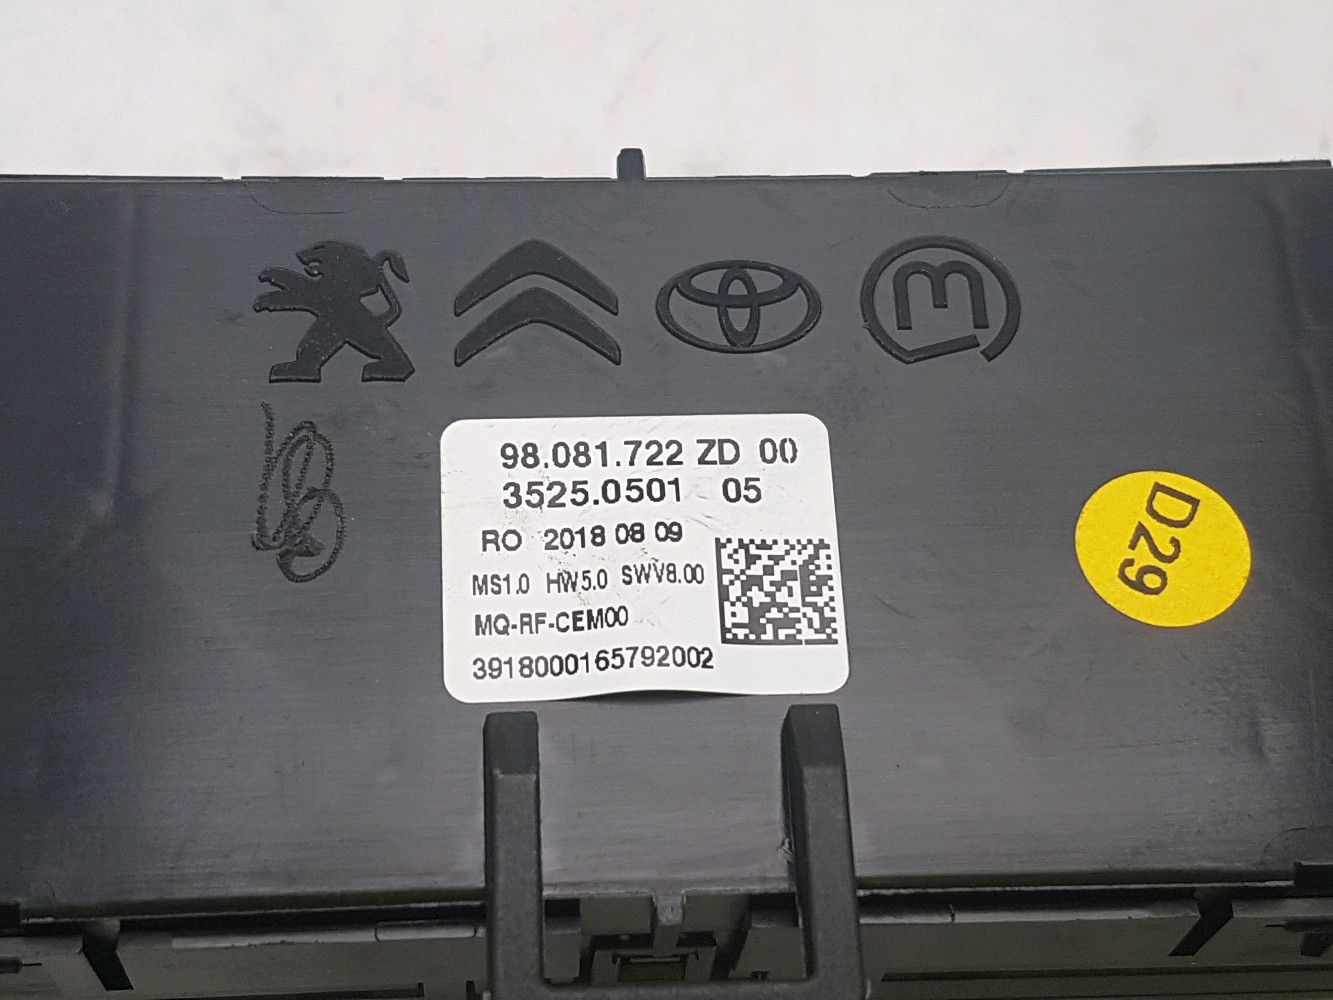 98.081.722 ZD 00
3525.0501 05
RO 2018 08 09
MS1.0 HW5.0 SWV8.00
MQ-RF-CEM00
3918000165792002
D29